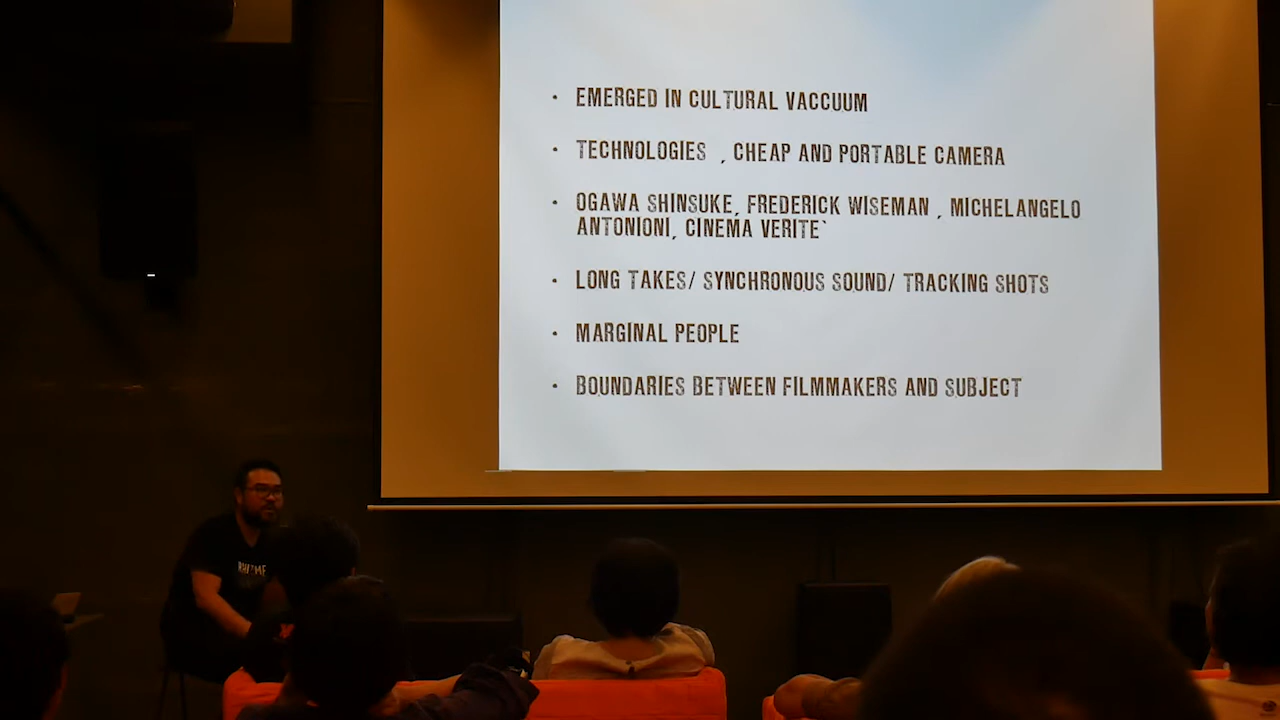 • EMERGED IN CULTURAL VACCUUM
• TECHNOLOGIES , CHEAP AND PORTABLE CAMERA
• OGAWA SHINSUKE, FREDERICK WISEMAN , MICHELANGELO
ANTONIONI, CINEMA VERITE`
• LONG TAKES/ SYNCHRONOUS SOUND/ TRACKING SHOTS
• MARGINAL PEOPLE
• BOUNDARIES BETWEEN FILMMAKERS AND SUBJECT